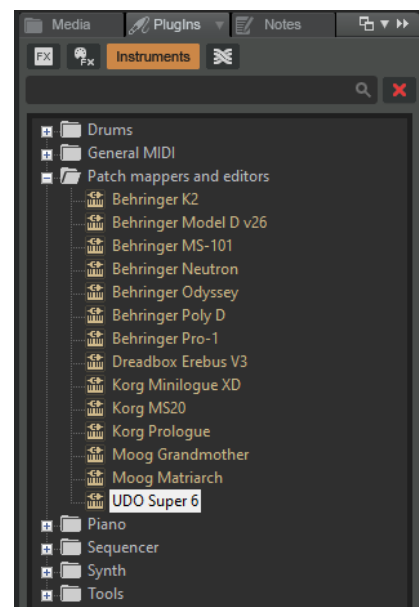 Media PlugIns Notes
FX FX Instruments
Drums
General MIDI
Patch mappers and editors
Behringer K2
Behringer Model D v26
Behringer MS-101
Behringer Neutron
Behringer Odyssey
Behringer Poly D
Behringer Pro-1
Dreadbox Erebus V3
Korg Minilogue XD
Korg MS20
Korg Prologue
Moog Grandmother
Moog Matriarch
UDO Super 6
Piano
Sequencer
Synth
Tools